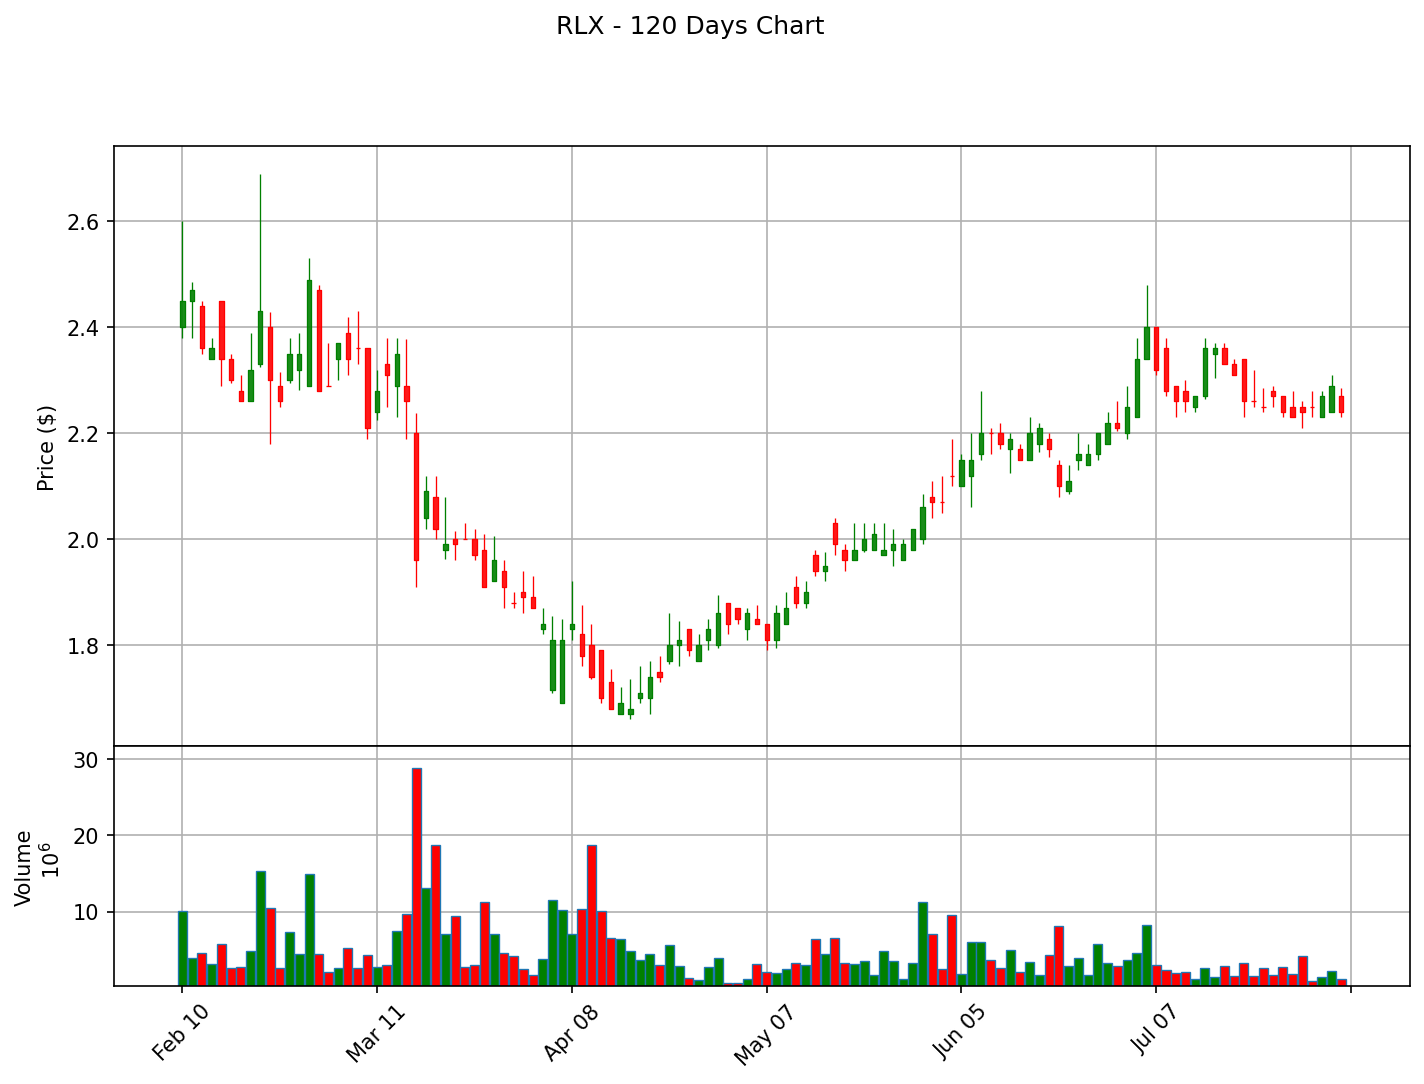 RLX - 120 Days Chart
Price ($)
2.6
2.4
2.2
2.0
1.8
Volume
10⁶
30
20
10
Feb 10
Mar 11
Apr 08
May 07
Jun 05
Jul 07